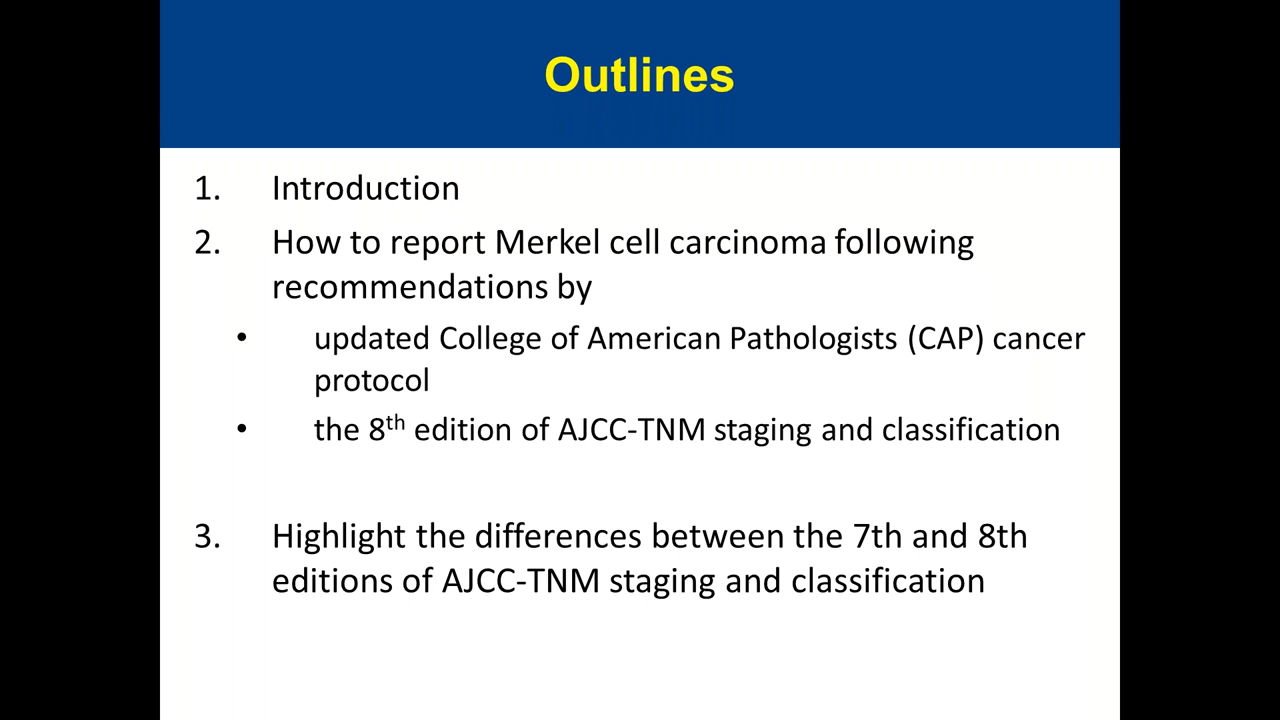 Outlines
1. Introduction
2. How to report Merkel cell carcinoma following
recommendations by
• updated College of American Pathologists (CAP) cancer
protocol
• the 8th edition of AJCC-TNM staging and classification
3. Highlight the differences between the 7th and 8th
editions of AJCC-TNM staging and classification